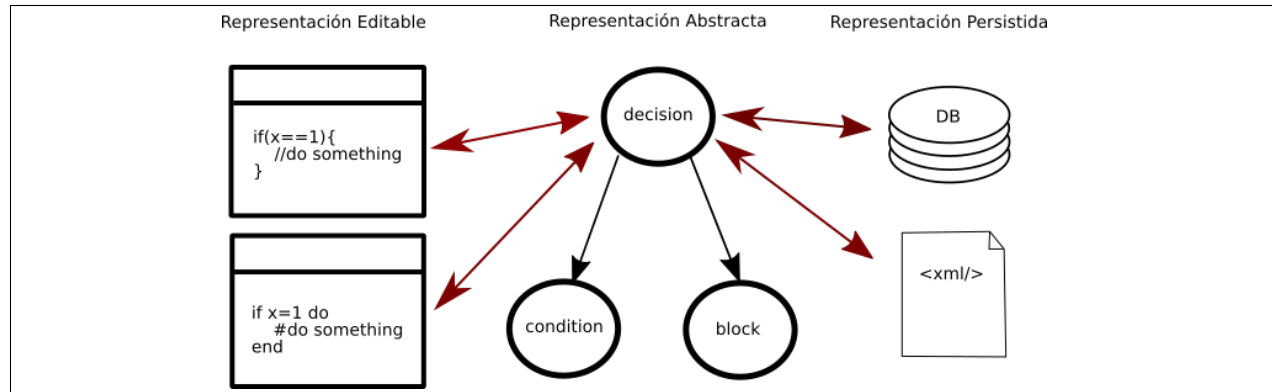 Representación Editable
Representación Abstracta
Representación Persistida
if(x==1){
//do something
}
decision
DB
if x=1 do
#do something
end
condition
block
<xml/>